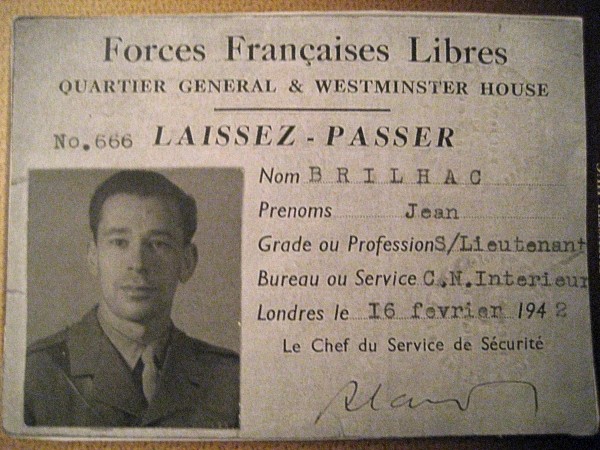 Forces Françaises Libres
QUARTIER GENERAL & WESTMINSTER HOUSE
No. 666 LAISSEZ - PASSER
Nom BRILHAC
Prenoms Jean
Grade ou Profession S/Lieutenant
Bureau ou Service C.N.Interieur
Londres le 16 fevrier 1942
Le Chef du Service de Sécurité